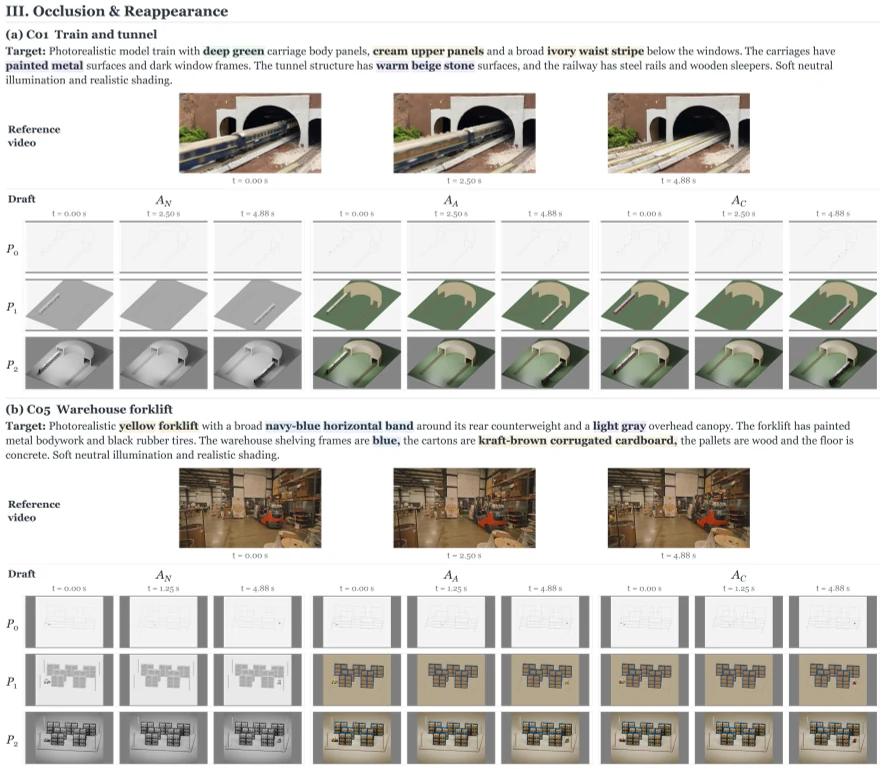 III. Occlusion & Reappearance
(a) C01 Train and tunnel
Target: Photorealistic model train with deep green carriage body panels, cream upper panels and a broad ivory waist stripe below the windows. The carriages have
painted metal surfaces and dark window frames. The tunnel structure has warm beige stone surfaces, and the railway has steel rails and wooden sleepers. Soft neutral
illumination and realistic shading.
Reference
video
t = 0.00 s t = 2.50 s t = 4.88 s
Draft A_N A_A A_C
t = 0.00 s t = 2.50 s t = 4.88 s t = 0.00 s t = 2.50 s t = 4.88 s t = 0.00 s t = 2.50 s t = 4.88 s
P_0
P_1
P_2
(b) C05 Warehouse forklift
Target: Photorealistic yellow forklift with a broad navy-blue horizontal band around its rear counterweight and a light gray overhead canopy. The forklift has painted
metal bodywork and black rubber tires. The warehouse shelving frames are blue, the cartons are kraft-brown corrugated cardboard, the pallets are wood and the floor is
concrete. Soft neutral illumination and realistic shading.
Reference
video
t = 0.00 s t = 2.50 s t = 4.88 s
Draft A_N A_A A_C
t = 0.00 s t = 1.25 s t = 4.88 s t = 0.00 s t = 1.25 s t = 4.88 s t = 0.00 s t = 1.25 s t = 4.88 s
P_0
P_1
P_2